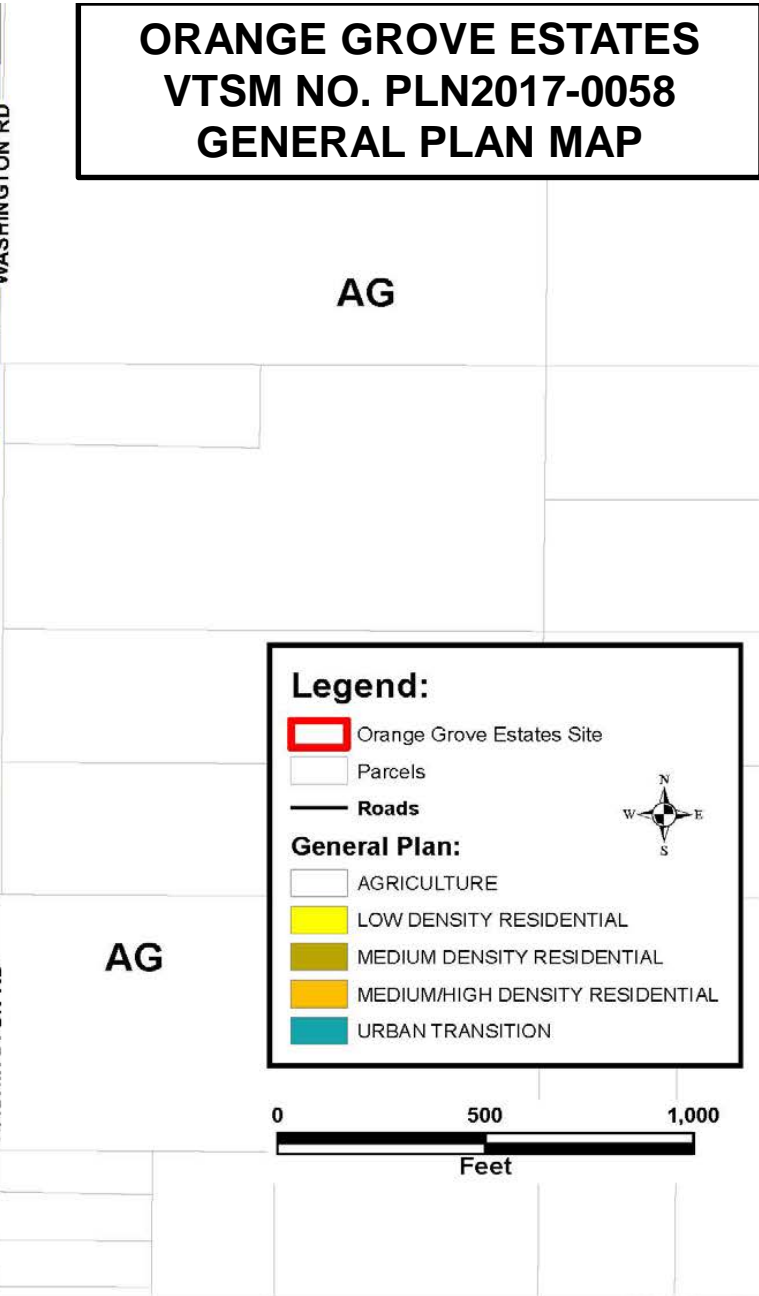 ORANGE GROVE ESTATES
VTSM NO. PLN2017-0058
GENERAL PLAN MAP
WASHINGTON RD
AG
Legend:
Orange Grove Estates Site
Parcels
Roads
N
W E
S
General Plan:
AGRICULTURE
LOW DENSITY RESIDENTIAL
MEDIUM DENSITY RESIDENTIAL
MEDIUM/HIGH DENSITY RESIDENTIAL
URBAN TRANSITION
AG
0 500 1,000
Feet